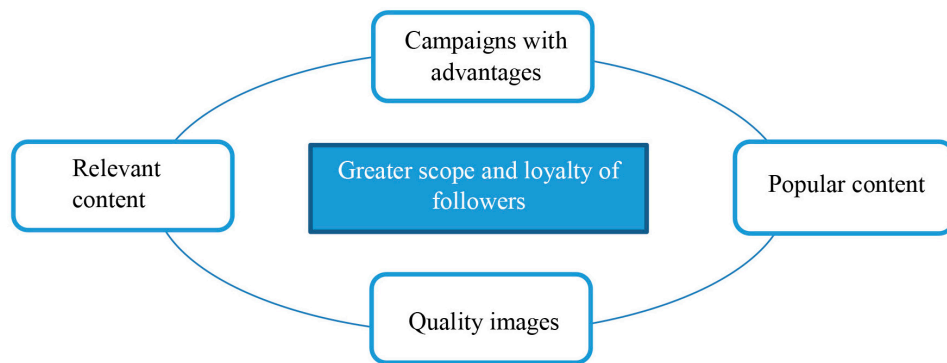 Campaigns with
advantages
Relevant
content
Greater scope and loyalty of
followers
Popular content
Quality images